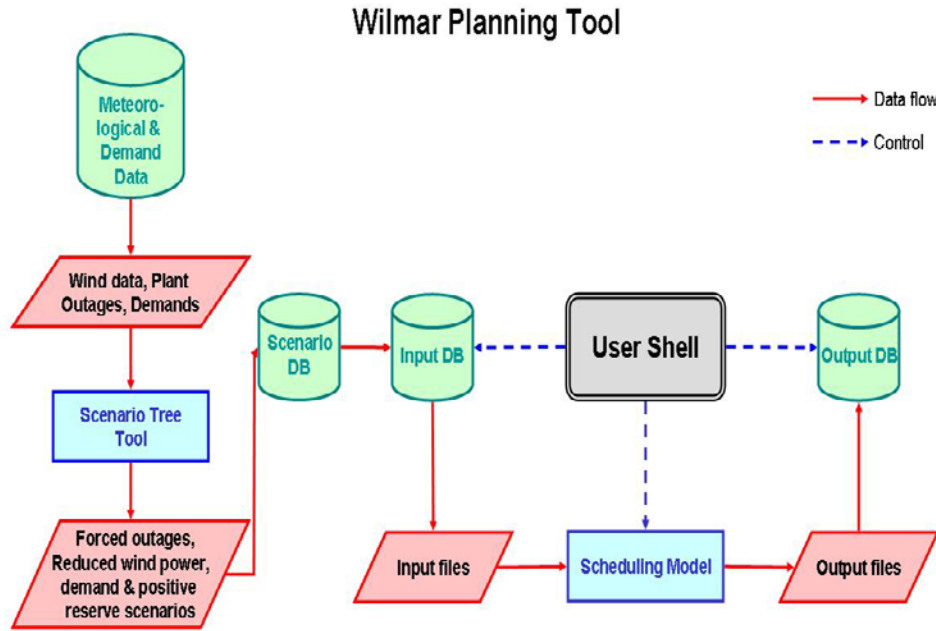 Wilmar Planning Tool
Meteoro-
logical &
Demand
Data
Data flow
Control
Wind data, Plant
Outages, Demands
Scenario
DB
Input DB
User Shell
Output DB
Scenario Tree
Tool
Forced outages,
Reduced wind power,
demand & positive
reserve scenarios
Input files
Scheduling Model
Output files